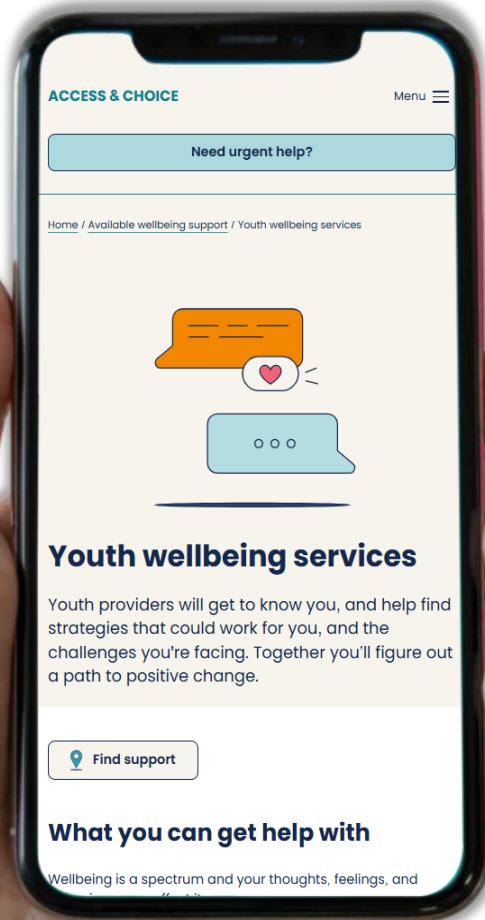 ACCESS & CHOICE
Menu
Need urgent help?
Home / Available wellbeing support / Youth wellbeing services
Youth wellbeing services
Youth providers will get to know you, and help find
strategies that could work for you, and the
challenges you're facing. Together you'll figure out
a path to positive change.
Find support
What you can get help with
Wellbeing is a spectrum and your thoughts, feelings, and